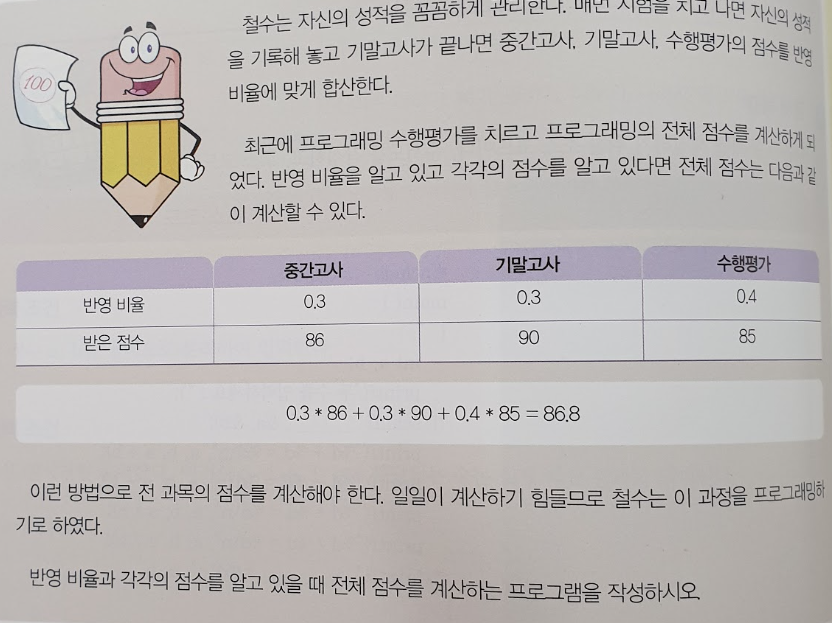 철수는 자신의 성적을 꼼꼼하게 관리한다. 매번 시험을 치고 나면 자신의 성적
을 기록해 놓고 기말고사가 끝나면 중간고사, 기말고사, 수행평가의 점수를 반영
비율에 맞게 합산한다.
100
최근에 프로그래밍 수행평가를 치르고 프로그래밍의 전체 점수를 계산하게 되
었다. 반영 비율을 알고 있고 각각의 점수를 알고 있다면 전체 점수는 다음과 같
이 계산할 수 있다.
중간고사 기말고사 수행평가
반영 비율 0.3 0.3 0.4
받은 점수 86 90 85
0.3 * 86 + 0.3 * 90 + 0.4 * 85 = 86.8
이런 방법으로 전 과목의 점수를 계산해야 한다. 일일이 계산하기 힘들므로 철수는 이 과정을 프로그래밍하
기로 하였다.
반영 비율과 각각의 점수를 알고 있을 때 전체 점수를 계산하는 프로그램을 작성하시오.